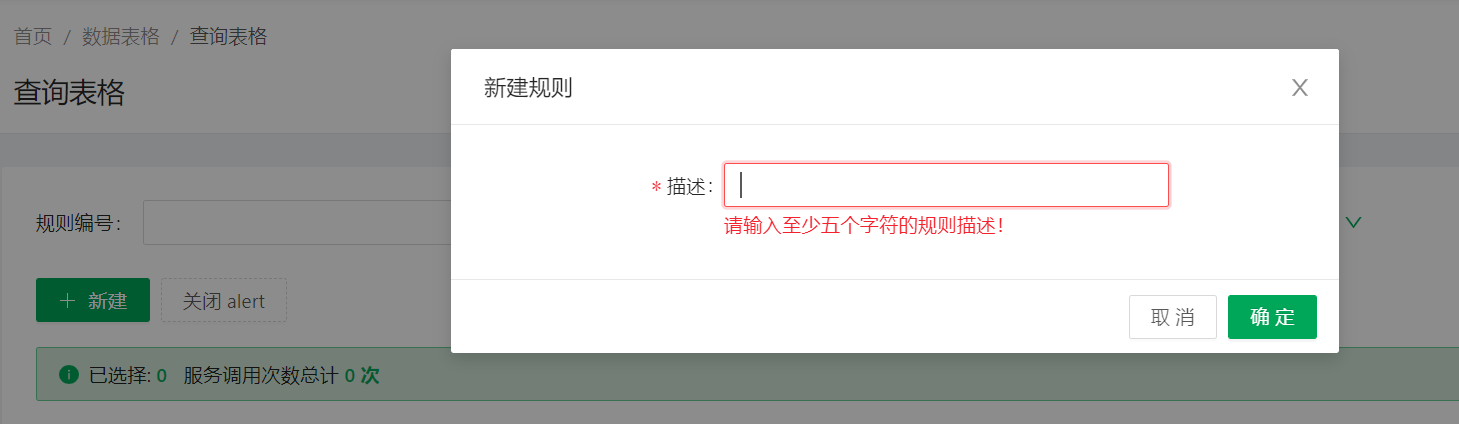 首页 / 数据表格 / 查询表格
查询表格
新建规则
* 描述:
请输入至少五个字符的规则描述!
规则编号:
新建 关闭 alert
取 消 确 定
已选择: 0 服务调用次数总计 0 次